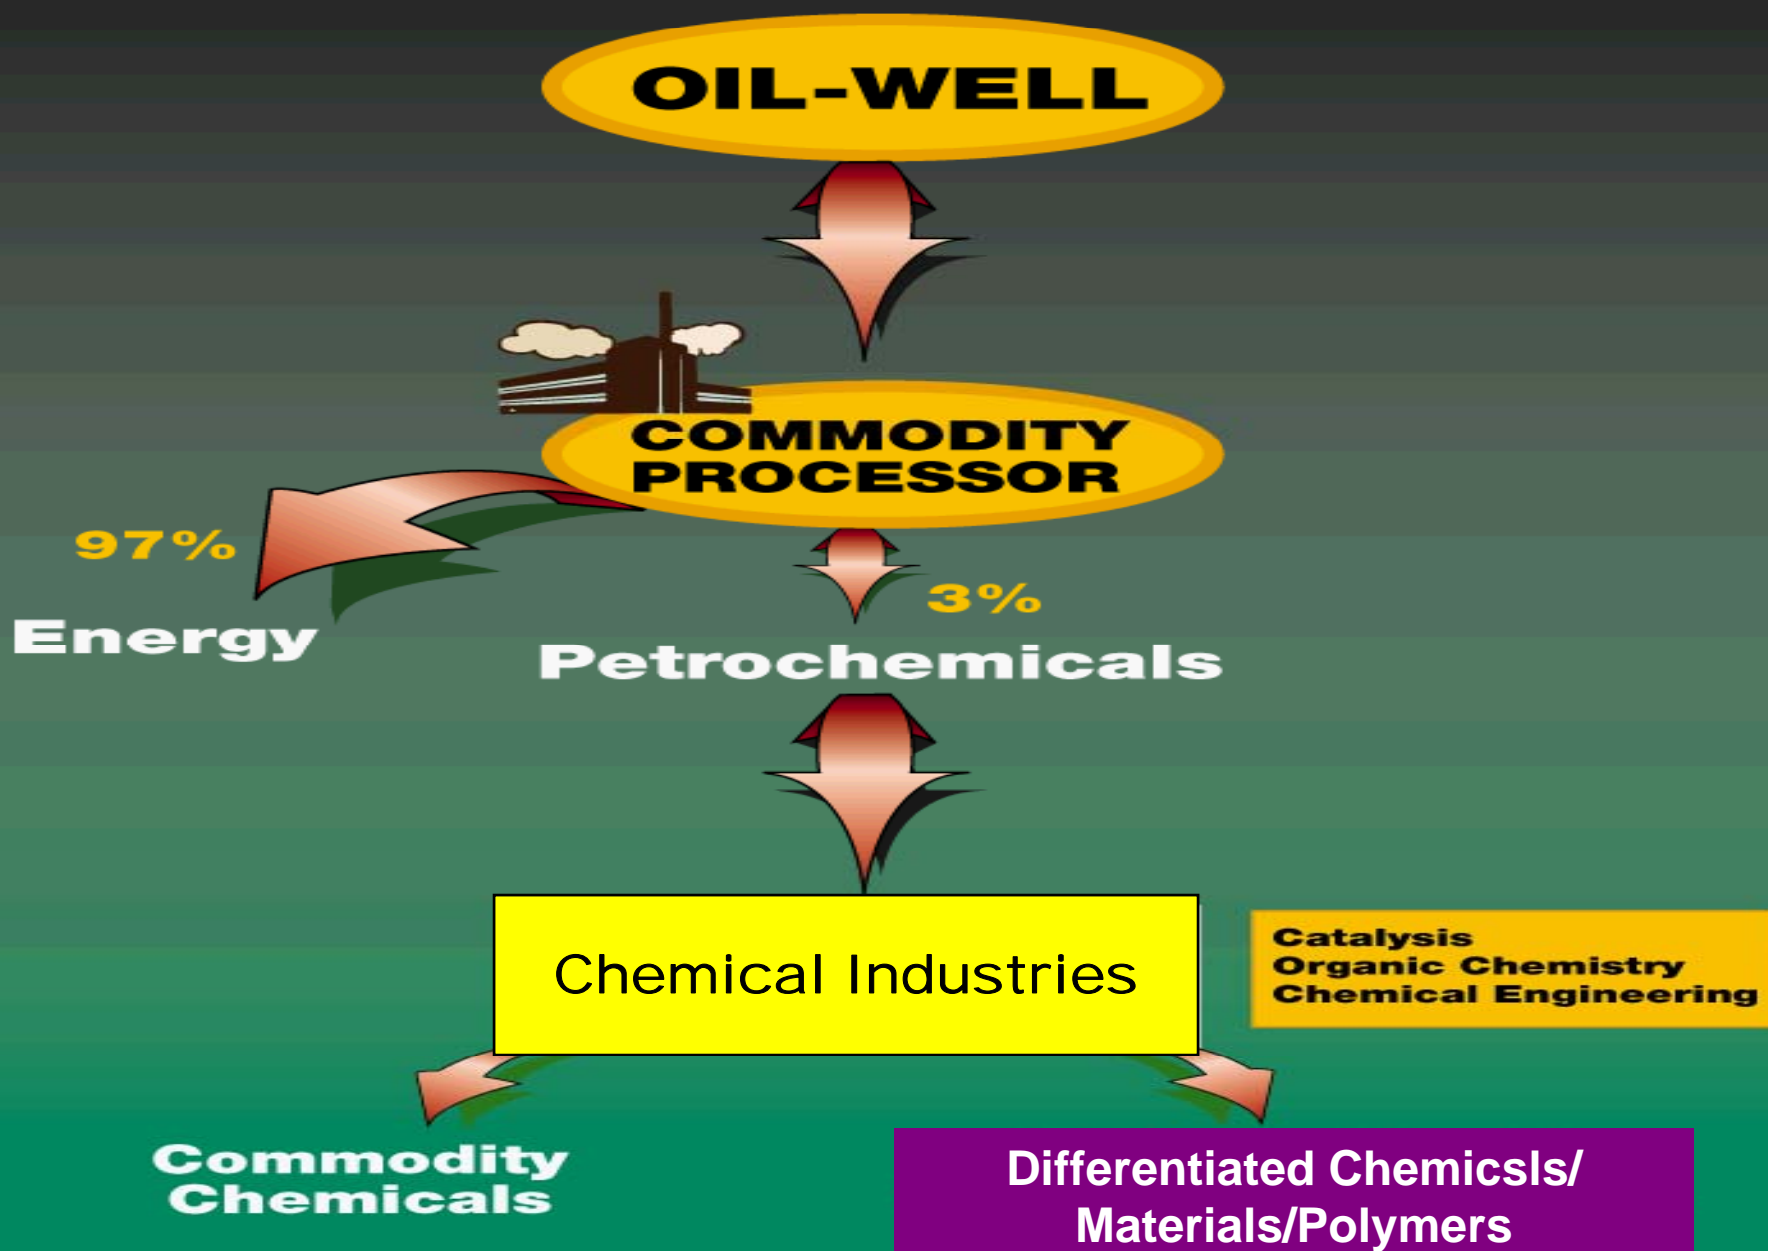 OIL-WELL
COMMODITY
PROCESSOR
97%
Energy
3%
Petrochemicals
Chemical Industries
Catalysis
Organic Chemistry
Chemical Engineering
Commodity
Chemicals
Differentiated Chemicsls/
Materials/Polymers